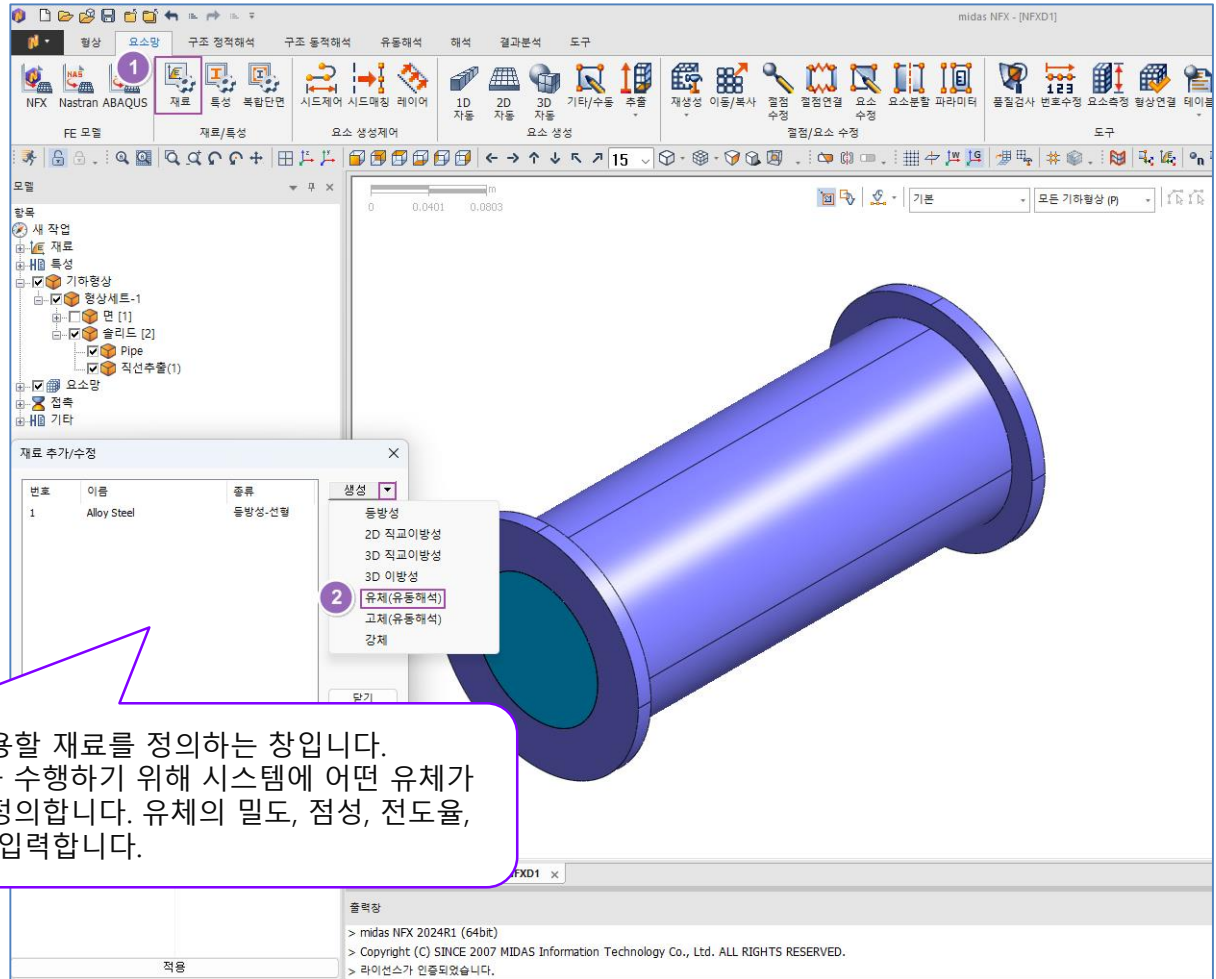 midas NFX - [NFXD1]
형상 요소망 구조 정적해석 구조 동적해석 유동해석 해석 결과분석 도구
1
NFX Nastran ABAQUS 재료 특성 복합단면 시드제어 시드매칭 레이어 1D 자동 2D 자동 3D 자동 기타/수동 추출 재생성 이동/복사 절점 수정 절점연결 요소 수정 요소분할 파라미터 품질검사 번호수정 요소측정 형상연결
FE 모델 재료/특성 요소 생성제어 요소 생성 절점/요소 수정 도구
15
모델
항목
새 작업
재료
특성
기하형상
형상세트-1
면 [1]
솔리드 [2]
Pipe
직선추출(1)
요소망
접촉
기타
m
0 0.0401 0.0803
기본 모든 기하형상 (P)
재료 추가/수정
번호 이름 종류
1 Alloy Steel 등방성-선형
생성
등방성
2D 직교이방성
3D 직교이방성
3D 이방성
2 유체(유동해석)
고체(유동해석)
강체
닫기
용할 재료를 정의하는 창입니다.
수행하기 위해 시스템에 어떤 유체가
정의합니다. 유체의 밀도, 점성, 전도율,
입력합니다.
FXD1
출력창
> midas NFX 2024R1 (64bit)
> Copyright (C) SINCE 2007 MIDAS Information Technology Co., Ltd. ALL RIGHTS RESERVED.
> 라이선스가 인증되었습니다.
적용